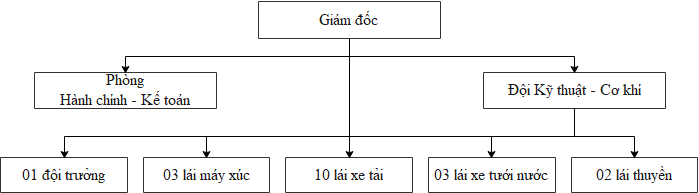 Giám đốc
Phòng
Hành chính - Kế toán
Đội Kỹ thuật - Cơ khí
01 đội trưởng
03 lái máy xúc
10 lái xe tải
03 lái xe tưới nước
02 lái thuyền